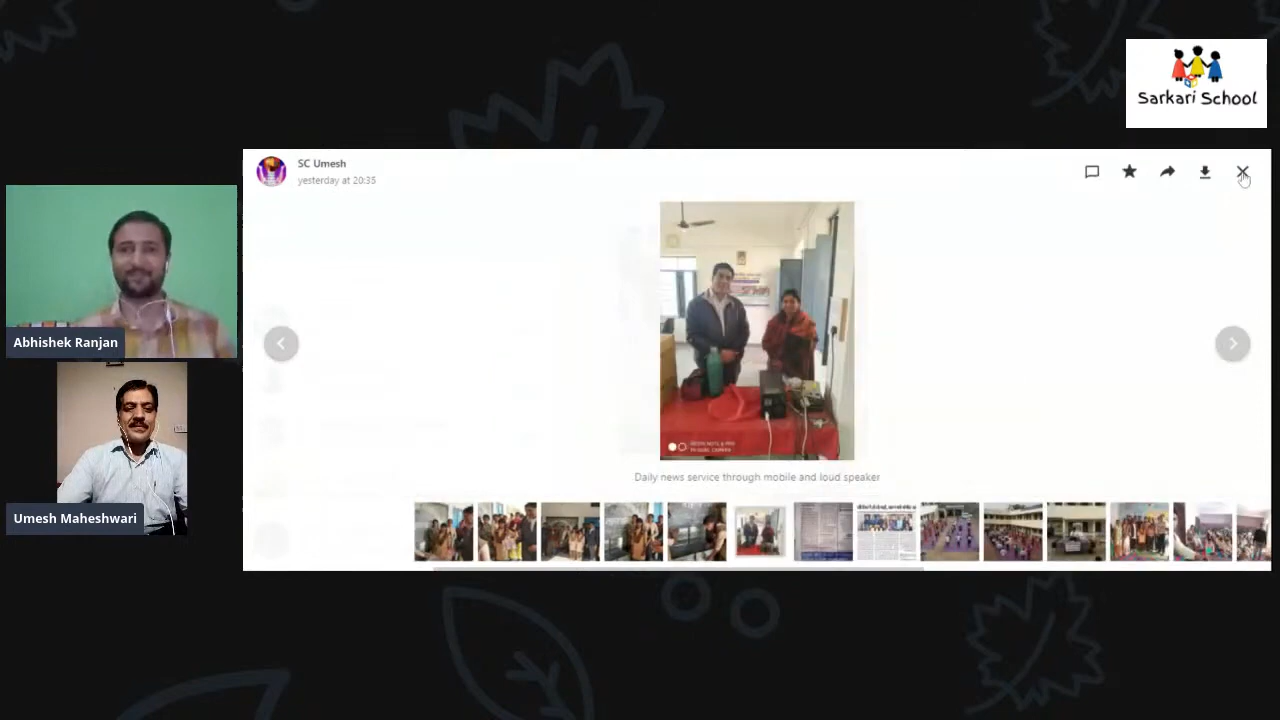 Sarkari School
SC Umesh
yesterday at 20:35
Abhishek Ranjan
Daily news service through mobile and loud speaker
Umesh Maheshwari